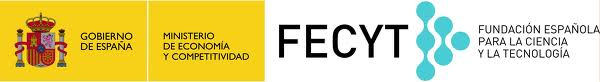 GOBIERNO
DE ESPAÑA
MINISTERIO
DE ECONOMÍA
Y COMPETITIVIDAD
FECYT
FUNDACIÓN ESPAÑOLA
PARA LA CIENCIA
Y LA TECNOLOGÍA